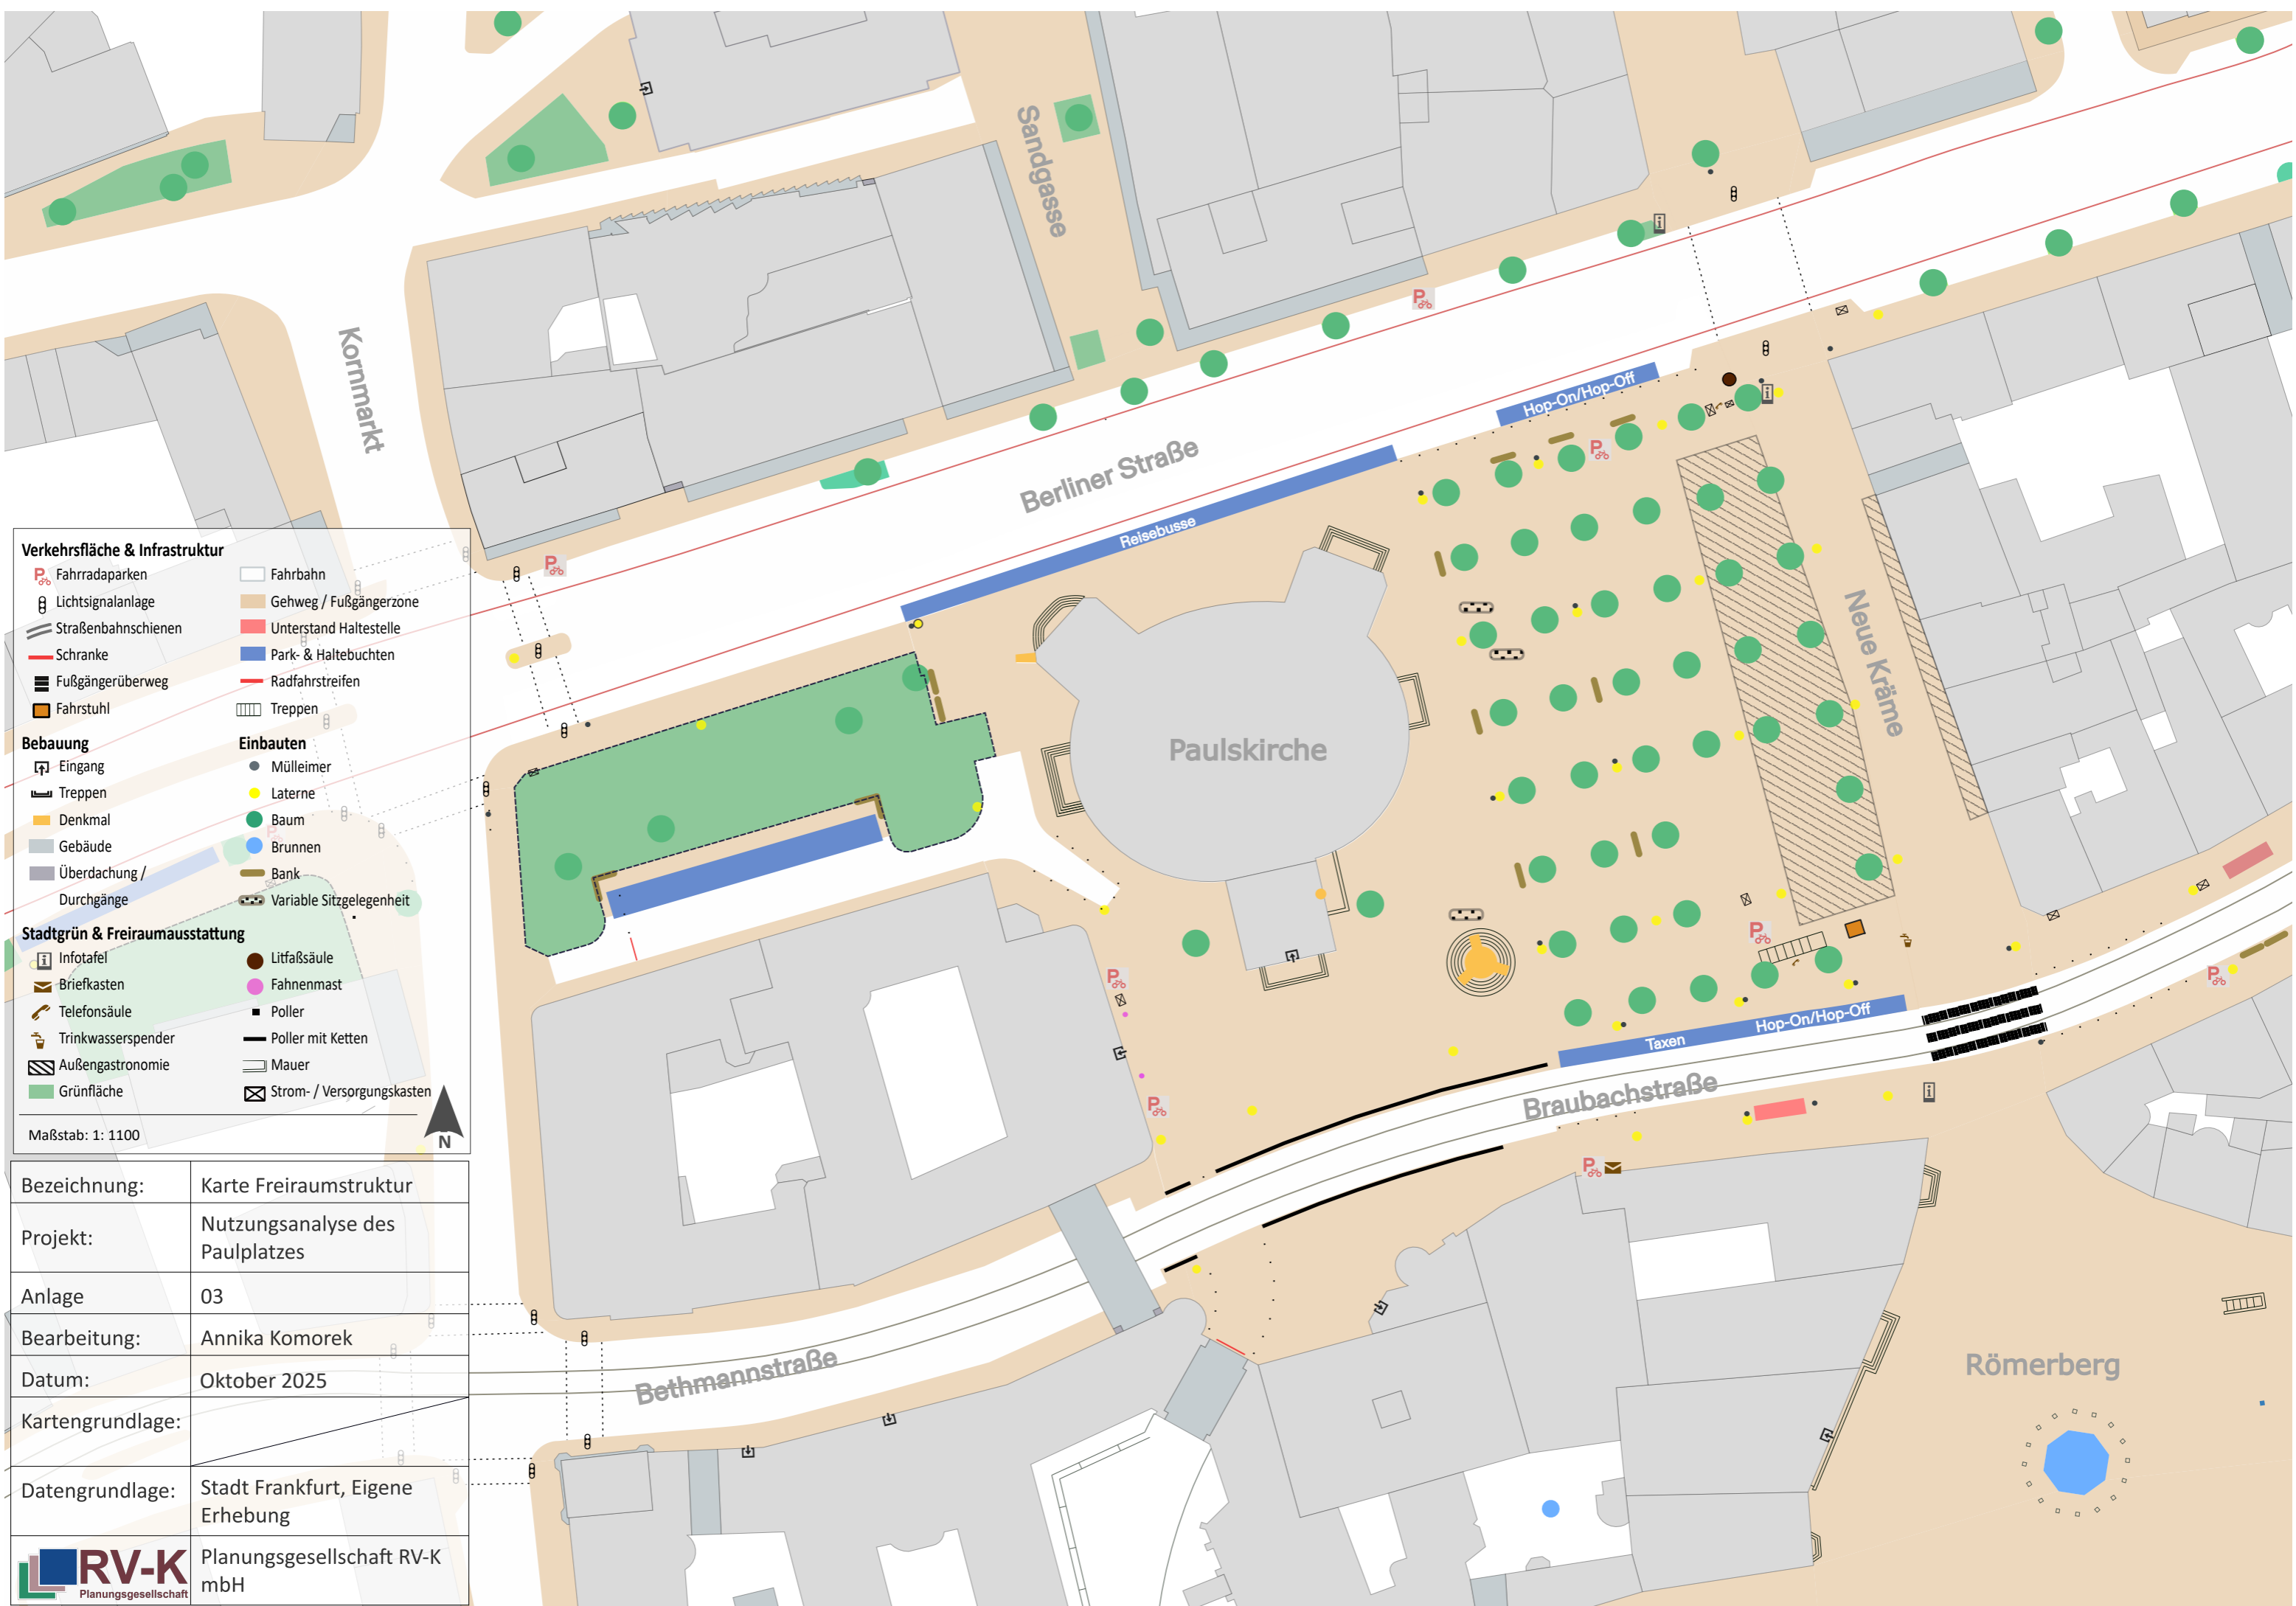 Sandgasse
Kornmarkt
Berliner Straße
Hop-On/Hop-Off
Reisebusse
Neue Kräme
Paulskirche
Hop-On/Hop-Off
Taxen
Braubachstraße
Bethmannstraße
Römerberg
Verkehrsfläche & Infrastruktur
Fahrradaparken
Lichtsignalanlage
Straßenbahnschienen
Schranke
Fußgängerüberweg
Fahrstuhl
Fahrbahn
Gehweg / Fußgängerzone
Unterstand Haltestelle
Park- & Haltebuchten
Radfahrstreifen
Treppen
Bebauung
Eingang
Treppen
Denkmal
Gebäude
Überdachung /
Durchgänge
Einbauten
Mülleimer
Laterne
Baum
Brunnen
Bank
Variable Sitzgelegenheit
Stadtgrün & Freiraumausstattung
Infotafel
Briefkasten
Telefonsäule
Trinkwasserspender
Außengastronomie
Grünfläche
Litfaßsäule
Fahnenmast
Poller
Poller mit Ketten
Mauer
Strom- / Versorgungskasten
Maßstab: 1: 1100
N
Bezeichnung: Karte Freiraumstruktur
Projekt: Nutzungsanalyse des
Paulplatzes
Anlage 03
Bearbeitung: Annika Komorek
Datum: Oktober 2025
Kartengrundlage:
Datengrundlage: Stadt Frankfurt, Eigene
Erhebung
RV-K
Planungsgesellschaft
Planungsgesellschaft RV-K
mbH